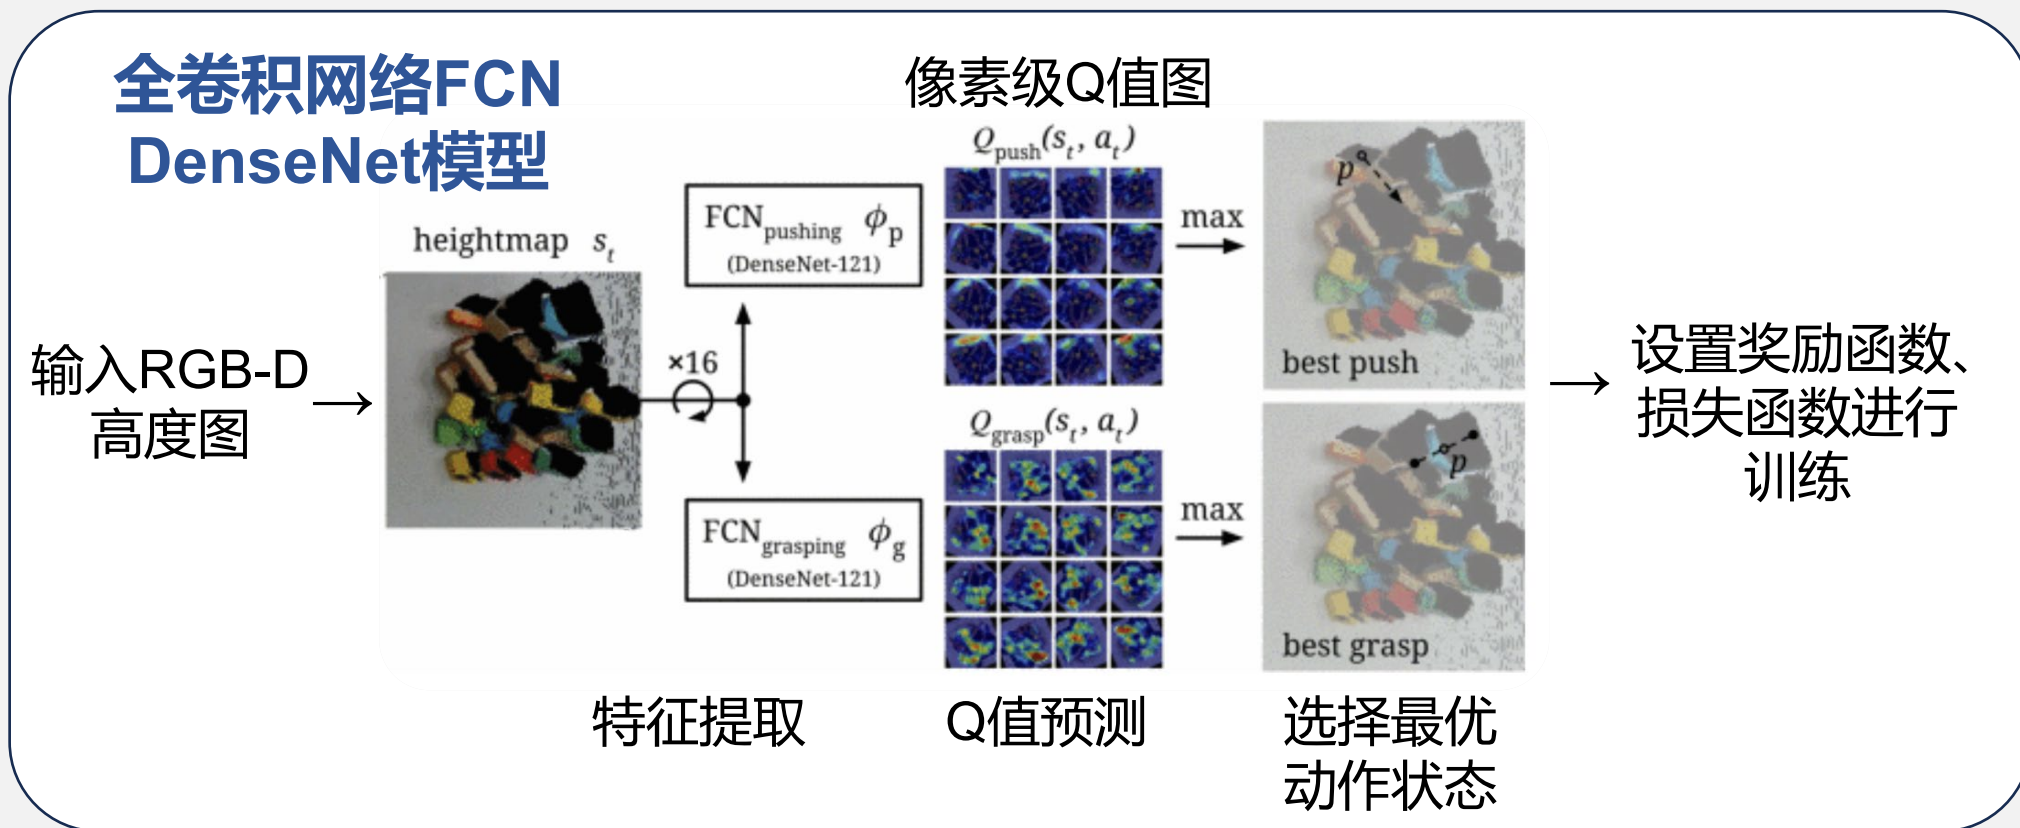 全卷积网络FCN
DenseNet模型
像素级Q值图
输入RGB-D
高度图
heightmap s_t
×16
FCN_pushing ϕ_p
(DenseNet-121)
FCN_grasping ϕ_g
(DenseNet-121)
Q_push(s_t, a_t)
Q_grasp(s_t, a_t)
max
max
p
best push
p
best grasp
设置奖励函数、
损失函数进行
训练
特征提取
Q值预测
选择最优
动作状态